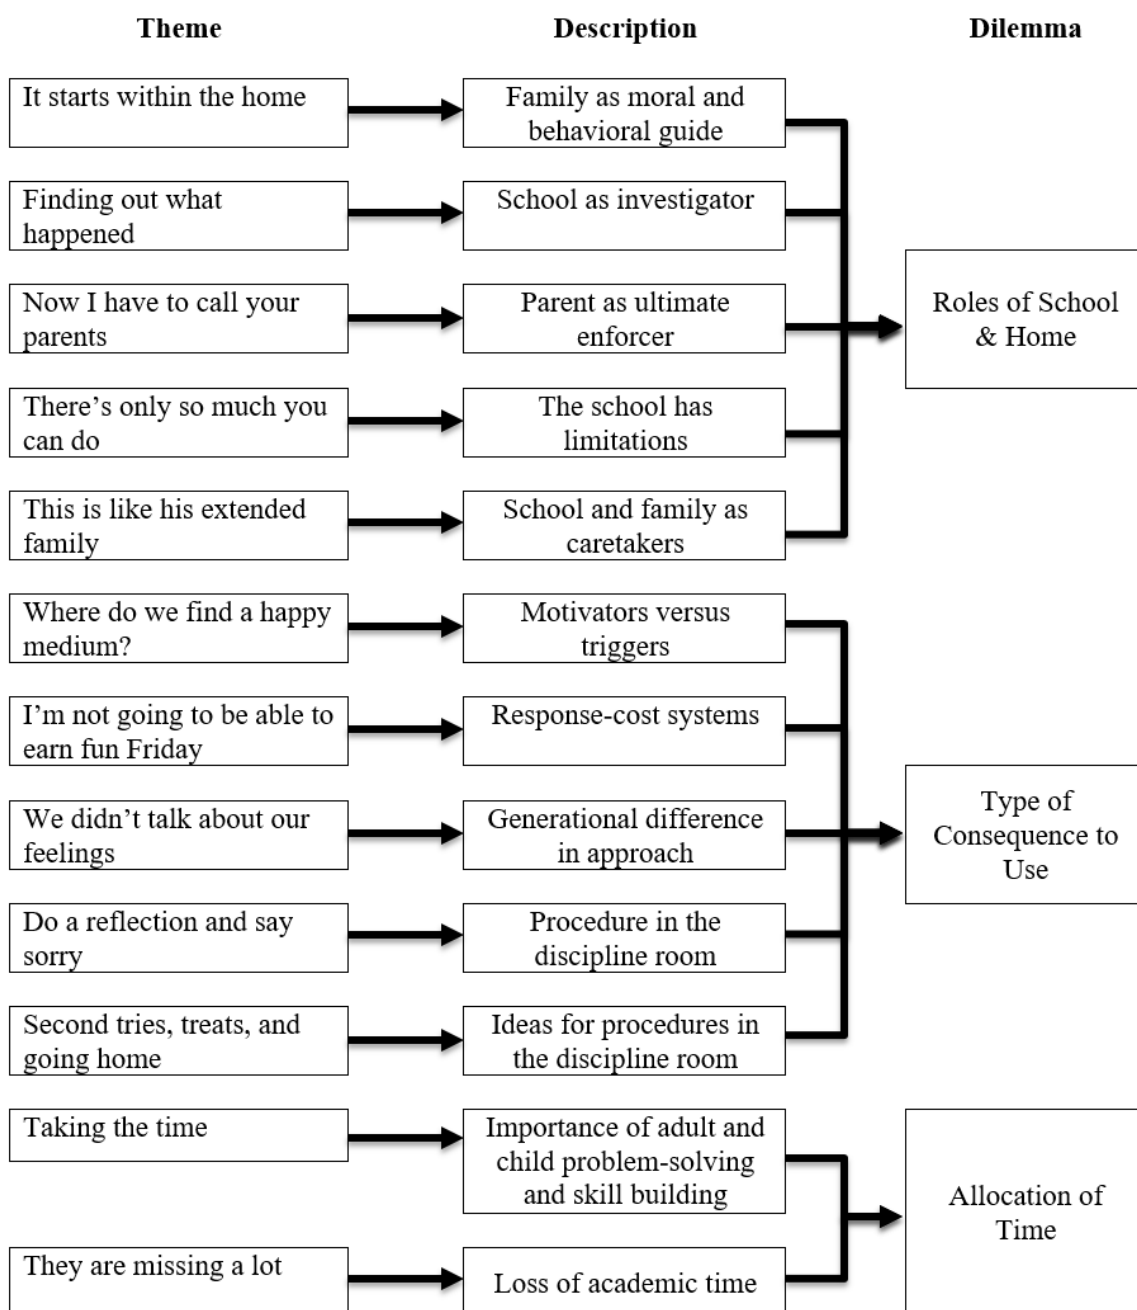 Theme
Description
Dilemma
It starts within the home
Family as moral and
behavioral guide
Finding out what
happened
School as investigator
Now I have to call your
parents
Parent as ultimate
enforcer
Roles of School
& Home
There’s only so much you
can do
The school has
limitations
This is like his extended
family
School and family as
caretakers
Where do we find a happy
medium?
Motivators versus
triggers
I’m not going to be able to
earn fun Friday
Response-cost systems
We didn’t talk about our
feelings
Generational difference
in approach
Type of
Consequence to
Use
Do a reflection and say
sorry
Procedure in the
discipline room
Second tries, treats, and
going home
Ideas for procedures in
the discipline room
Taking the time
Importance of adult and
child problem-solving
and skill building
Allocation of
Time
They are missing a lot
Loss of academic time